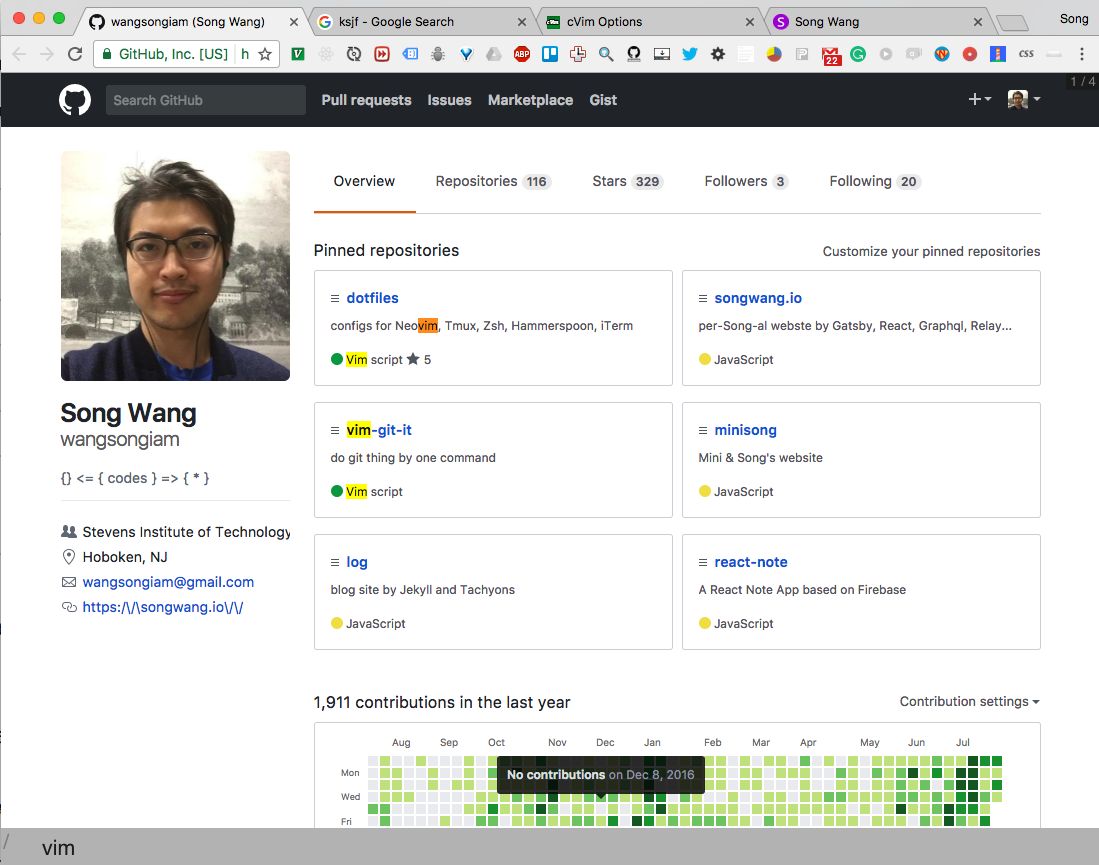 wangsongiam (Song Wang)
ksjf - Google Search
cVim Options
Song Wang
Song
GitHub, Inc. [US] h
ABP
22
CSS
Search GitHub
Pull requests Issues Marketplace Gist
1 / 4
Overview
Repositories 116
Stars 329
Followers 3
Following 20
Pinned repositories
Customize your pinned repositories
dotfiles
configs for Neovim, Tmux, Zsh, Hammerspoon, iTerm
Vim script ★ 5
songwang.io
per-Song-al webste by Gatsby, React, Graphql, Relay...
JavaScript
Song Wang
wangsongiam
{} <= { codes } => { * }
Stevens Institute of Technology
Hoboken, NJ
wangsongiam@gmail.com
https:\/\/songwang.io\/\/
vim-git-it
do git thing by one command
Vim script
minisong
Mini & Song's website
JavaScript
log
blog site by Jekyll and Tachyons
JavaScript
react-note
A React Note App based on Firebase
JavaScript
1,911 contributions in the last year
Contribution settings
Aug Sep Oct Nov Dec Jan Feb Mar Apr May Jun Jul
Mon
No contributions on Dec 8, 2016
Wed
Fri
/ vim